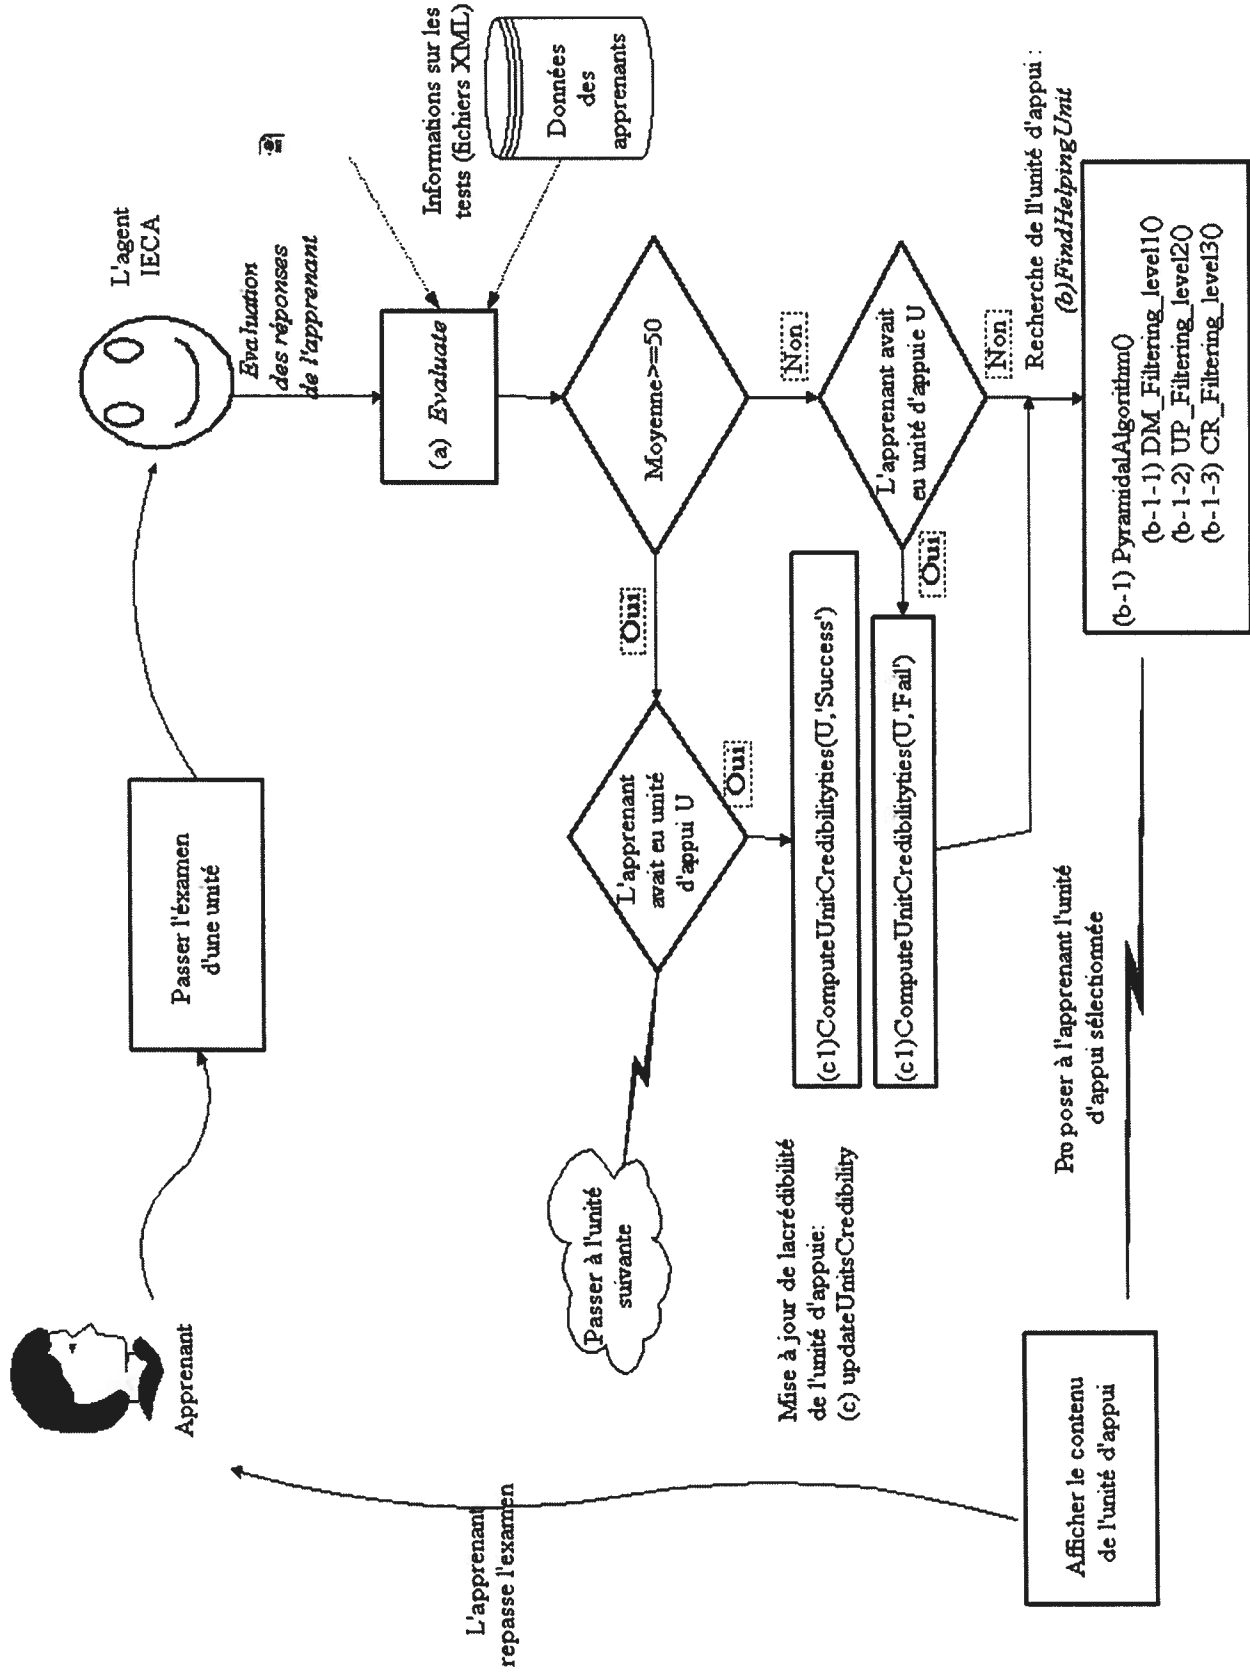 Apprenant
Passer l'éxamen
d'une unité
L'agent
IECA
Evaluation
des réponses
de l'apprenant
Informations sur les
tests (fichiers XML)
Données
des
apprenants
(a) Evaluate
Moyenne>=50
Oui
Non
L'apprenant
avait eu unité
d'appui U
Oui
Passer à l'unité
suivante
L'apprenant avait
eu unité d'appuie U
Oui
Non
(c1)ComputeUnitCredibilityties(U,'Success')
(c1)ComputeUnitCredibilityties(U,'Fail')
Mise à jour de lacrédibilité
de l'unité d'appuie:
(c) updateUnitsCredibility
Recherche de ll'unité d'appui :
(b)FindHelpingUnit
(b-1) PyramidalAlgorithm()
(b-1-1) DM_Filtering_level1()
(b-1-2) UP_Filtering_level2()
(b-1-3) CR_Filtering_level3()
Proposer à l'apprenant l'unité
d'appui sélectionnée
Afficher le contenu
de l'unité d'appui
L'apprenant
repasse l'examen